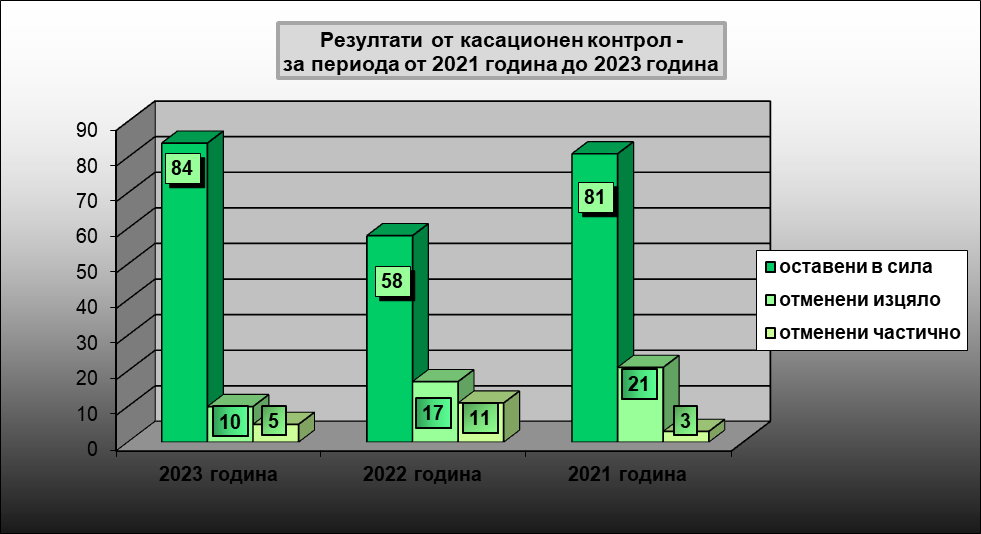 Резултати от касационен контрол -
за периода от 2021 година до 2023 година
90
80
70
60
50
40
30
20
10
0
84
10
5
58
17
11
81
21
3
2023 година
2022 година
2021 година
оставени в сила
отменени изцяло
отменени частично